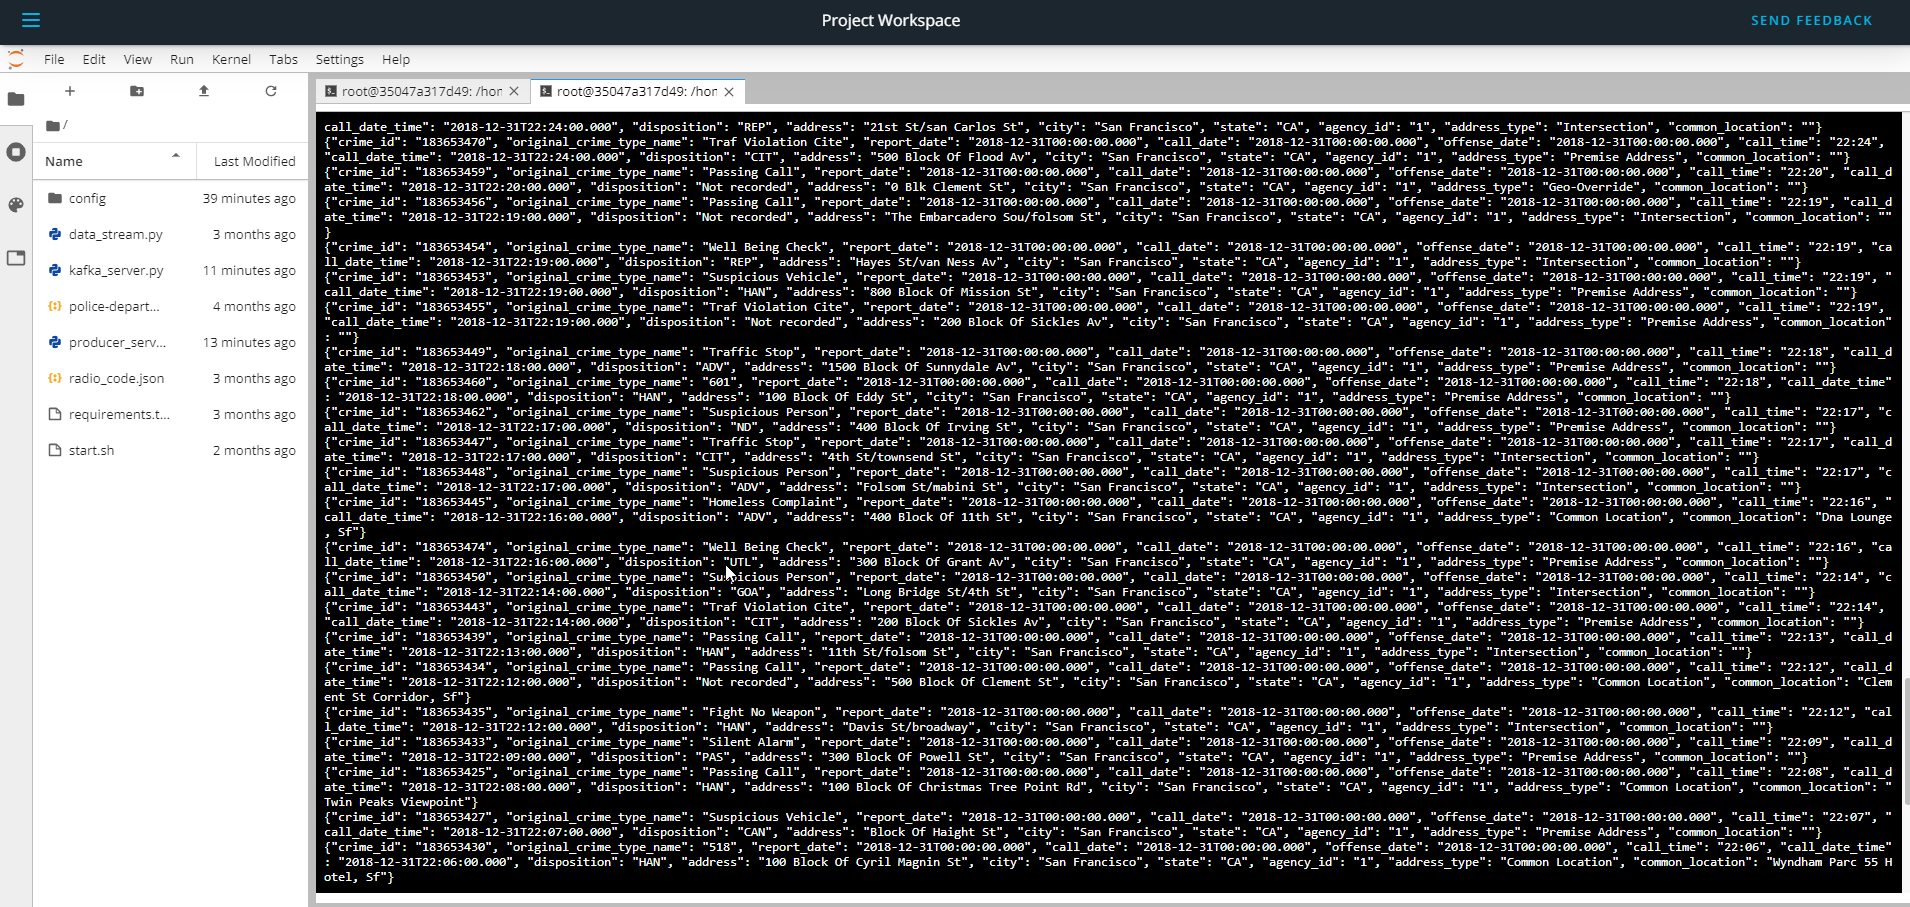 Project Workspace
SEND FEEDBACK
File Edit View Run Kernel Tabs Settings Help
root@35047a317d49: /hor
root@35047a317d49: /hor
/
Name Last Modified
config 39 minutes ago
data_stream.py 3 months ago
kafka_server.py 11 minutes ago
police-depart... 4 months ago
producer_serv... 13 minutes ago
radio_code.json 3 months ago
requirements.t... 3 months ago
start.sh 2 months ago
call_date_time": "2018-12-31T22:24:00.000", "disposition": "REP", "address": "21st St/san Carlos St", "city": "San Francisco", "state": "CA", "agency_id": "1", "address_type": "Intersection", "common_location": ""}
{"crime_id": "183653470", "original_crime_type_name": "Traf Violation Cite", "report_date": "2018-12-31T00:00:00.000", "call_date": "2018-12-31T00:00:00.000", "offense_date": "2018-12-31T00:00:00.000", "call_time": "22:24",
"call_date_time": "2018-12-31T22:24:00.000", "disposition": "CIT", "address": "500 Block Of Flood Av", "city": "San Francisco", "state": "CA", "agency_id": "1", "address_type": "Premise Address", "common_location": ""}
{"crime_id": "183653459", "original_crime_type_name": "Passing Call", "report_date": "2018-12-31T00:00:00.000", "call_date": "2018-12-31T00:00:00.000", "offense_date": "2018-12-31T00:00:00.000", "call_time": "22:20", "call_d
ate_time": "2018-12-31T22:20:00.000", "disposition": "Not recorded", "address": "0 Blk Clement St", "city": "San Francisco", "state": "CA", "agency_id": "1", "address_type": "Geo-Override", "common_location": ""}
{"crime_id": "183653456", "original_crime_type_name": "Passing Call", "report_date": "2018-12-31T00:00:00.000", "call_date": "2018-12-31T00:00:00.000", "offense_date": "2018-12-31T00:00:00.000", "call_time": "22:19", "call_d
ate_time": "2018-12-31T22:19:00.000", "disposition": "Not recorded", "address": "The Embarcadero Sou/folsom St", "city": "San Francisco", "state": "CA", "agency_id": "1", "address_type": "Intersection", "common_location": ""
}
{"crime_id": "183653454", "original_crime_type_name": "Well Being Check", "report_date": "2018-12-31T00:00:00.000", "call_date": "2018-12-31T00:00:00.000", "offense_date": "2018-12-31T00:00:00.000", "call_time": "22:19", "ca
ll_date_time": "2018-12-31T22:19:00.000", "disposition": "REP", "address": "Hayes St/van Ness Av", "city": "San Francisco", "state": "CA", "agency_id": "1", "address_type": "Intersection", "common_location": ""}
{"crime_id": "183653453", "original_crime_type_name": "Suspicious Vehicle", "report_date": "2018-12-31T00:00:00.000", "call_date": "2018-12-31T00:00:00.000", "offense_date": "2018-12-31T00:00:00.000", "call_time": "22:19", "
call_date_time": "2018-12-31T22:19:00.000", "disposition": "HAN", "address": "800 Block Of Mission St", "city": "San Francisco", "state": "CA", "agency_id": "1", "address_type": "Premise Address", "common_location": ""}
{"crime_id": "183653455", "original_crime_type_name": "Traf Violation Cite", "report_date": "2018-12-31T00:00:00.000", "call_date": "2018-12-31T00:00:00.000", "offense_date": "2018-12-31T00:00:00.000", "call_time": "22:19",
"call_date_time": "2018-12-31T22:19:00.000", "disposition": "Not recorded", "address": "200 Block Of Sickles Av", "city": "San Francisco", "state": "CA", "agency_id": "1", "address_type": "Premise Address", "common_location"
: ""}
{"crime_id": "183653449", "original_crime_type_name": "Traffic Stop", "report_date": "2018-12-31T00:00:00.000", "call_date": "2018-12-31T00:00:00.000", "offense_date": "2018-12-31T00:00:00.000", "call_time": "22:18", "call_d
ate_time": "2018-12-31T22:18:00.000", "disposition": "ADV", "address": "1500 Block Of Sunnydale Av", "city": "San Francisco", "state": "CA", "agency_id": "1", "address_type": "Premise Address", "common_location": ""}
{"crime_id": "183653460", "original_crime_type_name": "601", "report_date": "2018-12-31T00:00:00.000", "call_date": "2018-12-31T00:00:00.000", "offense_date": "2018-12-31T00:00:00.000", "call_time": "22:18", "call_date_time"
: "2018-12-31T22:18:00.000", "disposition": "HAN", "address": "100 Block Of Eddy St", "city": "San Francisco", "state": "CA", "agency_id": "1", "address_type": "Premise Address", "common_location": ""}
{"crime_id": "183653462", "original_crime_type_name": "Suspicious Person", "report_date": "2018-12-31T00:00:00.000", "call_date": "2018-12-31T00:00:00.000", "offense_date": "2018-12-31T00:00:00.000", "call_time": "22:17", "c
all_date_time": "2018-12-31T22:17:00.000", "disposition": "ND", "address": "400 Block Of Irving St", "city": "San Francisco", "state": "CA", "agency_id": "1", "address_type": "Premise Address", "common_location": ""}
{"crime_id": "183653447", "original_crime_type_name": "Traffic Stop", "report_date": "2018-12-31T00:00:00.000", "call_date": "2018-12-31T00:00:00.000", "offense_date": "2018-12-31T00:00:00.000", "call_time": "22:17", "call_d
ate_time": "2018-12-31T22:17:00.000", "disposition": "CIT", "address": "4th St/townsend St", "city": "San Francisco", "state": "CA", "agency_id": "1", "address_type": "Intersection", "common_location": ""}
{"crime_id": "183653448", "original_crime_type_name": "Suspicious Person", "report_date": "2018-12-31T00:00:00.000", "call_date": "2018-12-31T00:00:00.000", "offense_date": "2018-12-31T00:00:00.000", "call_time": "22:17", "c
all_date_time": "2018-12-31T22:17:00.000", "disposition": "ADV", "address": "Folsom St/mabini St", "city": "San Francisco", "state": "CA", "agency_id": "1", "address_type": "Intersection", "common_location": ""}
{"crime_id": "183653445", "original_crime_type_name": "Homeless Complaint", "report_date": "2018-12-31T00:00:00.000", "call_date": "2018-12-31T00:00:00.000", "offense_date": "2018-12-31T00:00:00.000", "call_time": "22:16", "
call_date_time": "2018-12-31T22:16:00.000", "disposition": "ADV", "address": "400 Block Of 11th St", "city": "San Francisco", "state": "CA", "agency_id": "1", "address_type": "Common Location", "common_location": "Dna Lounge
, Sf"}
{"crime_id": "183653474", "original_crime_type_name": "Well Being Check", "report_date": "2018-12-31T00:00:00.000", "call_date": "2018-12-31T00:00:00.000", "offense_date": "2018-12-31T00:00:00.000", "call_time": "22:16", "ca
ll_date_time": "2018-12-31T22:16:00.000", "disposition": "UTL", "address": "300 Block Of Grant Av", "city": "San Francisco", "state": "CA", "agency_id": "1", "address_type": "Premise Address", "common_location": ""}
{"crime_id": "183653450", "original_crime_type_name": "Suspicious Person", "report_date": "2018-12-31T00:00:00.000", "call_date": "2018-12-31T00:00:00.000", "offense_date": "2018-12-31T00:00:00.000", "call_time": "22:14", "c
all_date_time": "2018-12-31T22:14:00.000", "disposition": "GOA", "address": "Long Bridge St/4th St", "city": "San Francisco", "state": "CA", "agency_id": "1", "address_type": "Intersection", "common_location": ""}
{"crime_id": "183653443", "original_crime_type_name": "Traf Violation Cite", "report_date": "2018-12-31T00:00:00.000", "call_date": "2018-12-31T00:00:00.000", "offense_date": "2018-12-31T00:00:00.000", "call_time": "22:14",
"call_date_time": "2018-12-31T22:14:00.000", "disposition": "CIT", "address": "200 Block Of Sickles Av", "city": "San Francisco", "state": "CA", "agency_id": "1", "address_type": "Premise Address", "common_location": ""}
{"crime_id": "183653439", "original_crime_type_name": "Passing Call", "report_date": "2018-12-31T00:00:00.000", "call_date": "2018-12-31T00:00:00.000", "offense_date": "2018-12-31T00:00:00.000", "call_time": "22:13", "call_d
ate_time": "2018-12-31T22:13:00.000", "disposition": "HAN", "address": "11th St/folsom St", "city": "San Francisco", "state": "CA", "agency_id": "1", "address_type": "Intersection", "common_location": ""}
{"crime_id": "183653434", "original_crime_type_name": "Passing Call", "report_date": "2018-12-31T00:00:00.000", "call_date": "2018-12-31T00:00:00.000", "offense_date": "2018-12-31T00:00:00.000", "call_time": "22:12", "call_d
ate_time": "2018-12-31T22:12:00.000", "disposition": "Not recorded", "address": "500 Block Of Clement St", "city": "San Francisco", "state": "CA", "agency_id": "1", "address_type": "Common Location", "common_location": "Clem
ent St Corridor, Sf"}
{"crime_id": "183653435", "original_crime_type_name": "Fight No Weapon", "report_date": "2018-12-31T00:00:00.000", "call_date": "2018-12-31T00:00:00.000", "offense_date": "2018-12-31T00:00:00.000", "call_time": "22:12", "cal
l_date_time": "2018-12-31T22:12:00.000", "disposition": "HAN", "address": "Davis St/broadway", "city": "San Francisco", "state": "CA", "agency_id": "1", "address_type": "Intersection", "common_location": ""}
{"crime_id": "183653433", "original_crime_type_name": "Silent Alarm", "report_date": "2018-12-31T00:00:00.000", "call_date": "2018-12-31T00:00:00.000", "offense_date": "2018-12-31T00:00:00.000", "call_time": "22:09", "call_d
ate_time": "2018-12-31T22:09:00.000", "disposition": "PAS", "address": "300 Block Of Powell St", "city": "San Francisco", "state": "CA", "agency_id": "1", "address_type": "Premise Address", "common_location": ""}
{"crime_id": "183653425", "original_crime_type_name": "Passing Call", "report_date": "2018-12-31T00:00:00.000", "call_date": "2018-12-31T00:00:00.000", "offense_date": "2018-12-31T00:00:00.000", "call_time": "22:08", "call_d
ate_time": "2018-12-31T22:08:00.000", "disposition": "HAN", "address": "100 Block Of Christmas Tree Point Rd", "city": "San Francisco", "state": "CA", "agency_id": "1", "address_type": "Common Location", "common_location": "
Twin Peaks Viewpoint"}
{"crime_id": "183653427", "original_crime_type_name": "Suspicious Vehicle", "report_date": "2018-12-31T00:00:00.000", "call_date": "2018-12-31T00:00:00.000", "offense_date": "2018-12-31T00:00:00.000", "call_time": "22:07", "
call_date_time": "2018-12-31T22:07:00.000", "disposition": "CAN", "address": "Block Of Haight St", "city": "San Francisco", "state": "CA", "agency_id": "1", "address_type": "Premise Address", "common_location": ""}
{"crime_id": "183653430", "original_crime_type_name": "518", "report_date": "2018-12-31T00:00:00.000", "call_date": "2018-12-31T00:00:00.000", "offense_date": "2018-12-31T00:00:00.000", "call_time": "22:06", "call_date_time"
: "2018-12-31T22:06:00.000", "disposition": "HAN", "address": "100 Block Of Cyril Magnin St", "city": "San Francisco", "state": "CA", "agency_id": "1", "address_type": "Common Location", "common_location": "Wyndham Parc 55 H
otel, Sf"}